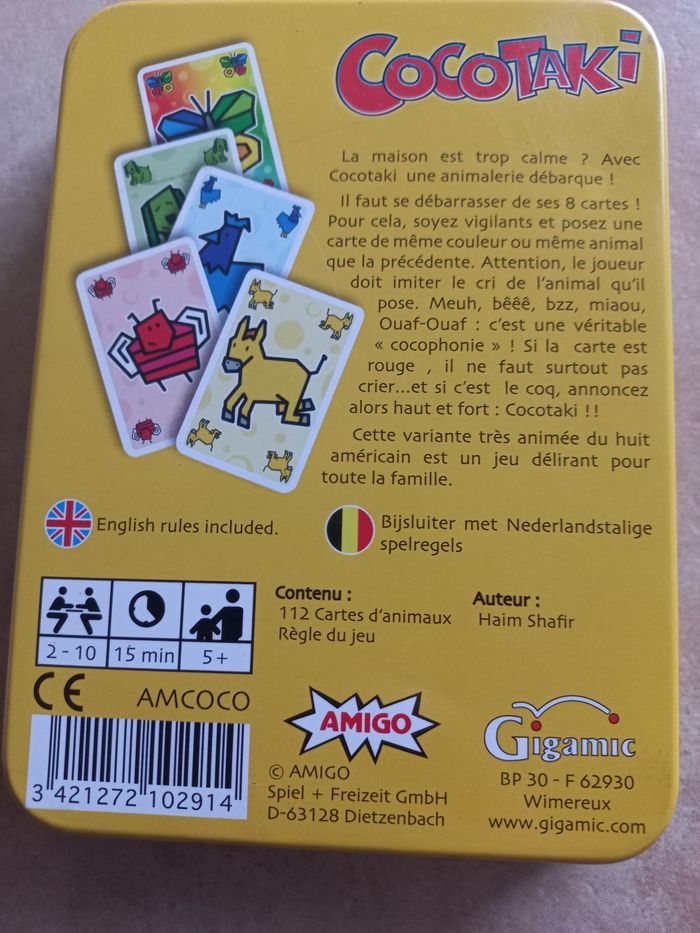 COCOTAKi
La maison est trop calme ? Avec
Cocotaki une animalerie débarque !
Il faut se débarrasser de ses 8 cartes !
Pour cela, soyez vigilants et posez une
carte de même couleur ou même animal
que la précédente. Attention, le joueur
doit imiter le cri de l'animal qu'il
pose. Meuh, bêêê, bzz, miaou,
Ouaf-Ouaf : c'est une véritable
« cocophonie » ! Si la carte est
rouge , il ne faut surtout pas
crier...et si c'est le coq, annoncez
alors haut et fort : Cocotaki !!
Cette variante très animée du huit
américain est un jeu délirant pour
toute la famille.
English rules included.
Bijsluiter met Nederlandstalige
spelregels
2 - 10
15 min
5+
Contenu :
112 Cartes d'animaux
Règle du jeu
Auteur :
Haim Shafir
CE
AMCOCO
3 421272 102914
AMIGO
© AMIGO
Spiel + Freizeit GmbH
D-63128 Dietzenbach
Gigamic
BP 30 - F 62930
Wimereux
www.gigamic.com